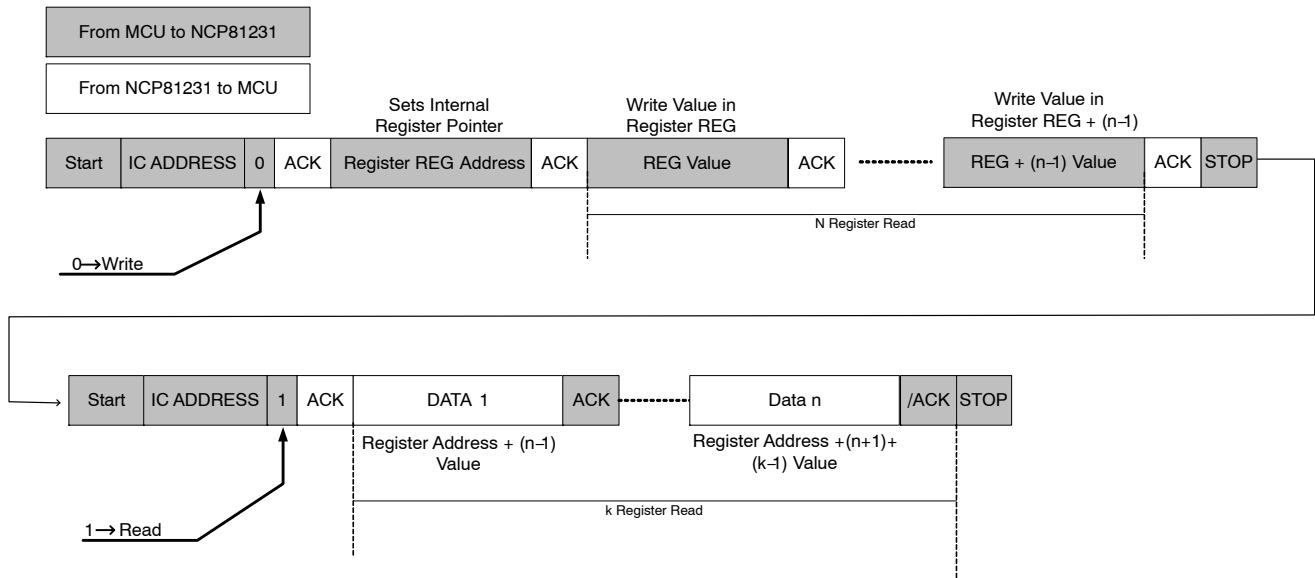 From MCU to NCP81231
From NCP81231 to MCU
Sets Internal
Register Pointer
Write Value in
Register REG
Write Value in
Register REG + (n–1)
Start IC ADDRESS 0 ACK Register REG Address ACK REG Value ACK REG + (n–1) Value ACK STOP
N Register Read
0→Write
Start IC ADDRESS 1 ACK DATA 1 ACK Data n /ACK STOP
Register Address + (n–1)
Value
Register Address +(n+1)+
(k–1) Value
k Register Read
1→Read